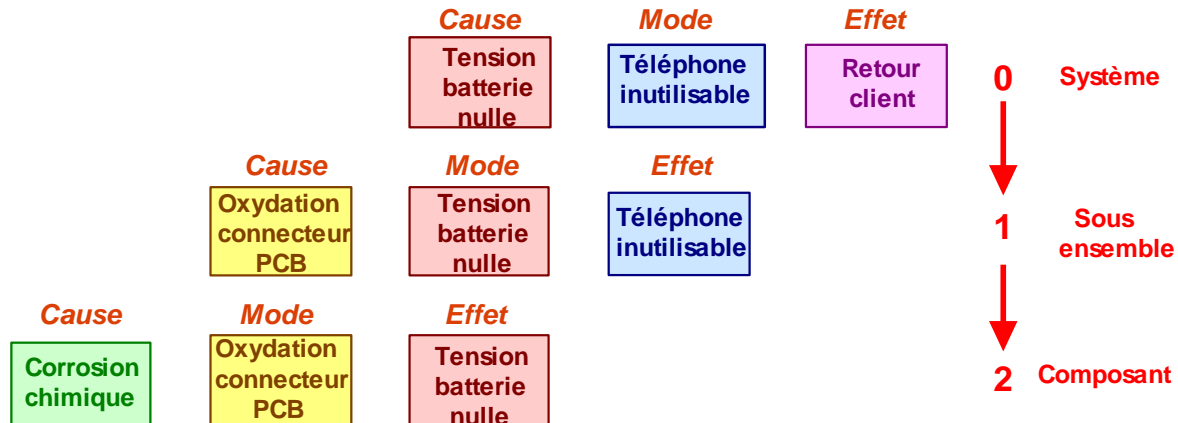 Cause
Mode
Effet
Tension
batterie
nulle
Téléphone
inutilisable
Retour
client
0
Système
Cause
Mode
Effet
Oxydation
connecteur
PCB
Tension
batterie
nulle
Téléphone
inutilisable
1
Sous
ensemble
Cause
Mode
Effet
Corrosion
chimique
Oxydation
connecteur
PCB
Tension
batterie
nulle
2
Composant